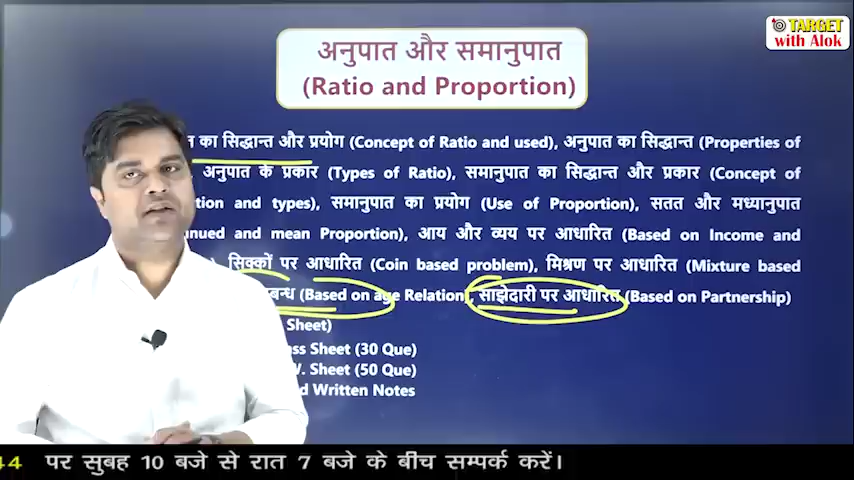 TARGET
with Alok
अनुपात और समानुपात
(Ratio and Proportion)
का सिद्धान्त और प्रयोग (Concept of Ratio and used), अनुपात का सिद्धान्त (Properties of
अनुपात के प्रकार (Types of Ratio), समानुपात का सिद्धान्त और प्रकार (Concept of
and types), समानुपात का प्रयोग (Use of Proportion), सतत और मध्यानुपात
and mean Proportion), आय और व्यय पर आधारित (Based on Income and
सिक्कों पर आधारित (Coin based problem), मिश्रण पर आधारित (Mixture based
(Based on age Relation), साझेदारी पर आधारित (Based on Partnership)
Sheet)
Sheet (30 Que)
Sheet (50 Que)
Written Notes
44 पर सुबह 10 बजे से रात 7 बजे के बीच सम्पर्क करें।